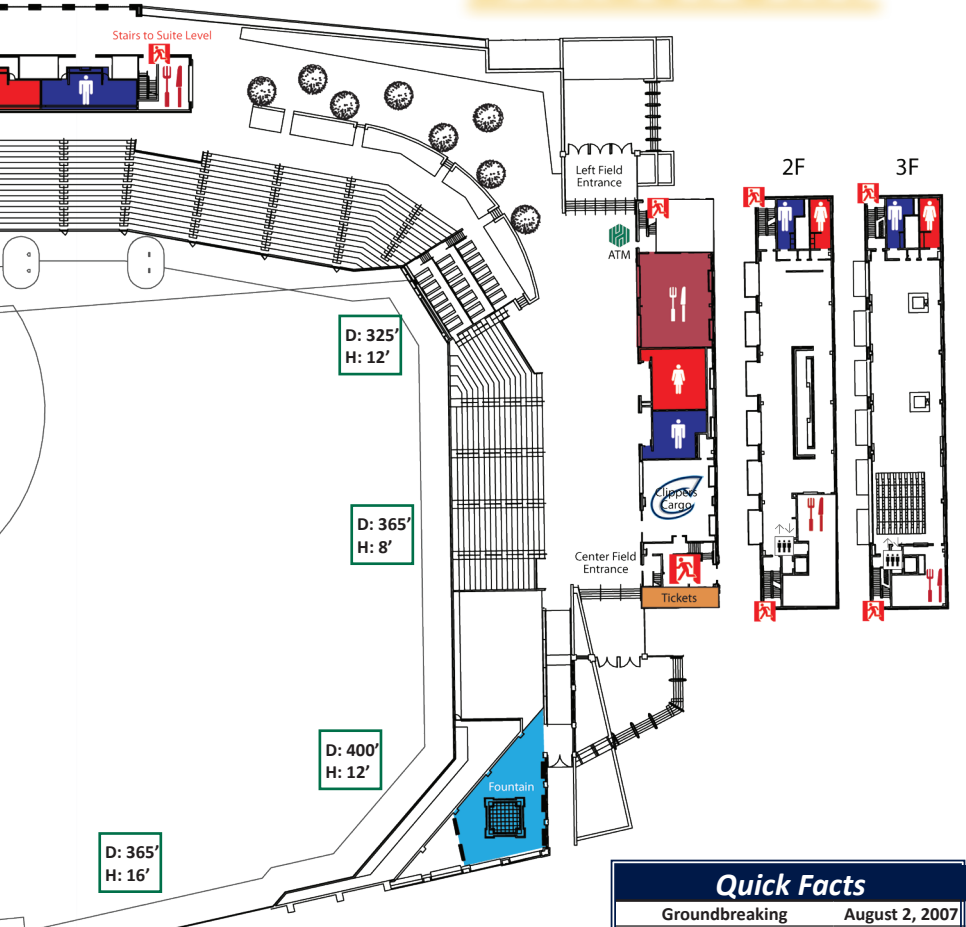 Stairs to Suite Level
2F
3F
Left Field
Entrance
ATM
D: 325’
H: 12’
Clippers
Cargo
D: 365’
H: 8’
Center Field
Entrance
Tickets
D: 400’
H: 12’
Fountain
D: 365’
H: 16’
Quick Facts
Groundbreaking August 2, 2007